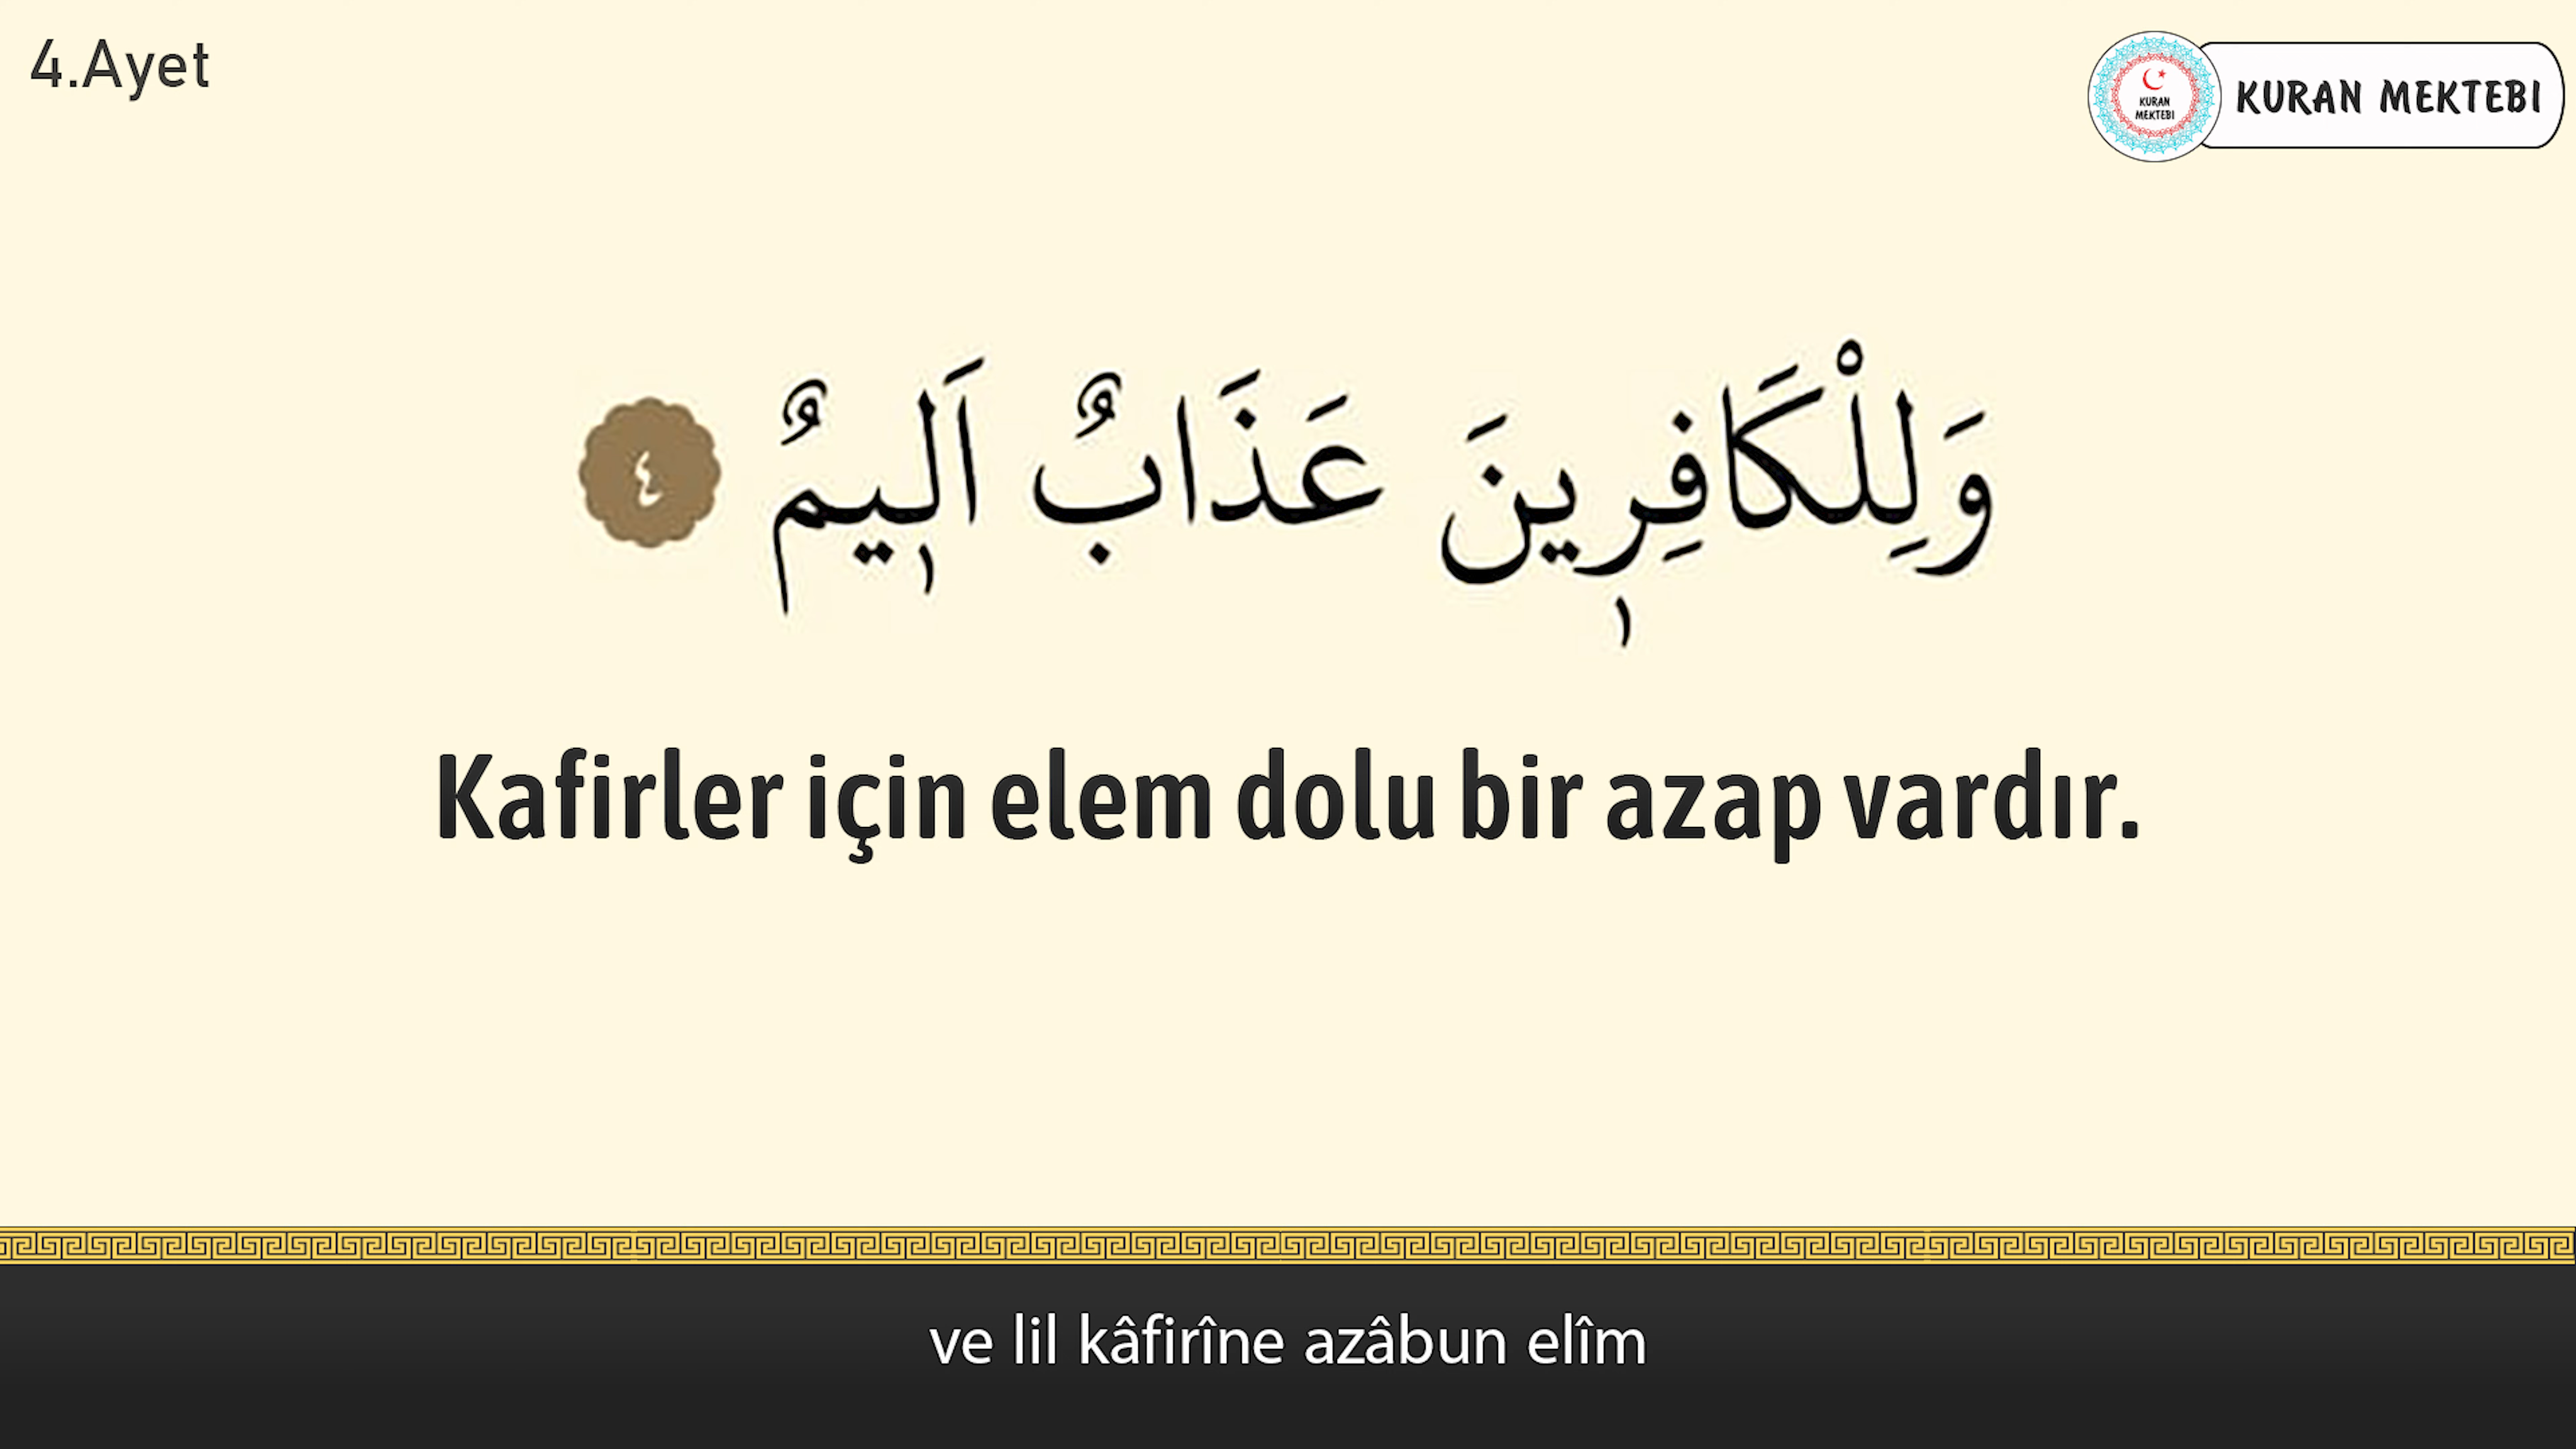 4.Ayet
KURAN
MEKTEBI
KURAN MEKTEBI
وَلِلْكَافِر۪ينَ عَذَابٌ اَل۪يمٌ ٤
Kafirler için elem dolu bir azap vardır.
ve lil kâfirîne azâbun elîm